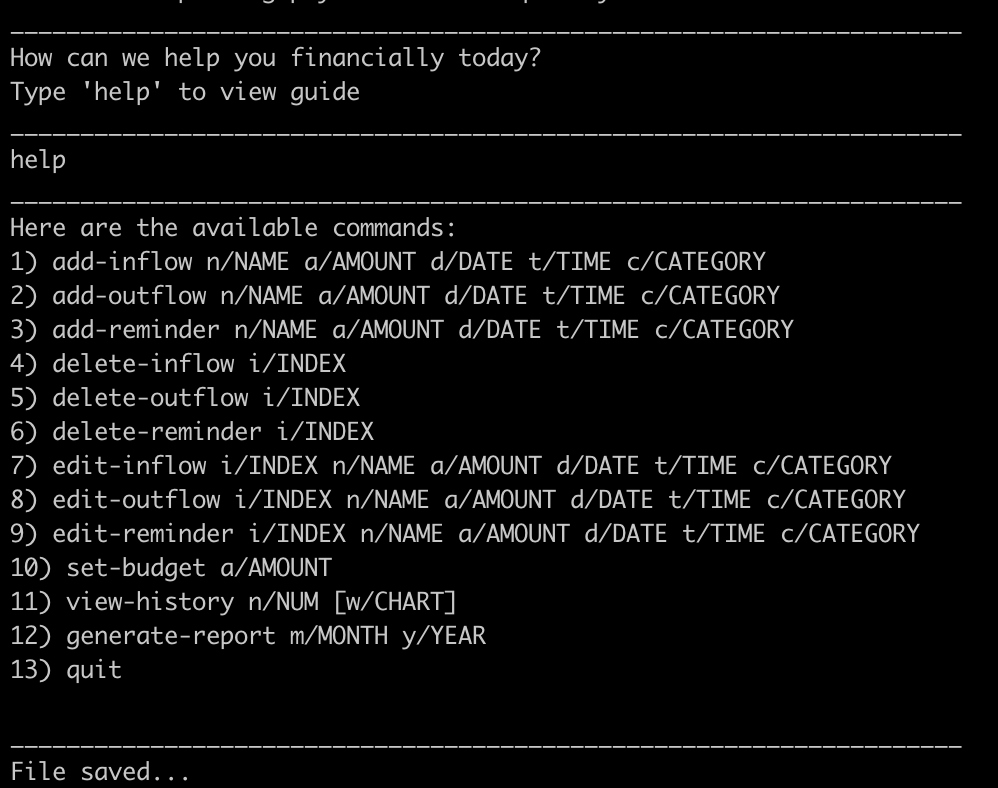 ____________________________________________________________________
How can we help you financially today?
Type 'help' to view guide
____________________________________________________________________
help
____________________________________________________________________
Here are the available commands:
1) add-inflow n/NAME a/AMOUNT d/DATE t/TIME c/CATEGORY
2) add-outflow n/NAME a/AMOUNT d/DATE t/TIME c/CATEGORY
3) add-reminder n/NAME a/AMOUNT d/DATE t/TIME c/CATEGORY
4) delete-inflow i/INDEX
5) delete-outflow i/INDEX
6) delete-reminder i/INDEX
7) edit-inflow i/INDEX n/NAME a/AMOUNT d/DATE t/TIME c/CATEGORY
8) edit-outflow i/INDEX n/NAME a/AMOUNT d/DATE t/TIME c/CATEGORY
9) edit-reminder i/INDEX n/NAME a/AMOUNT d/DATE t/TIME c/CATEGORY
10) set-budget a/AMOUNT
11) view-history n/NUM [w/CHART]
12) generate-report m/MONTH y/YEAR
13) quit
____________________________________________________________________
File saved...